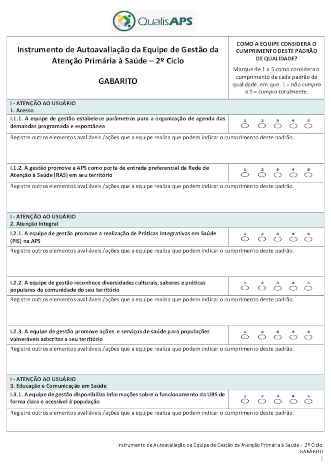 QualisAPS
Instrumento de Autoavaliação da Equipe de Gestão da
Atenção Primária à Saúde – 2º Ciclo
GABARITO
COMO A EQUIPE CONSIDERA O
CUMPRIMENTO DESTE PADRÃO
DE QUALIDADE?
Marque de 1 a 5 como considera o
cumprimento de cada padrão de
qualidade, em que: 1 = não cumpro
e 5 = cumpro totalmente.
I - ATENÇÃO AO USUÁRIO
1. Acesso
I.1.1. A equipe de gestão estabelece parâmetros para a organização de agenda das
demandas programada e espontânea
1 2 3 4 5
Registre outros elementos avaliáveis /ações que a equipe realiza que podem indicar o cumprimento deste padrão.
I.1.2. A gestão promove a APS como porta de entrada preferencial da Rede de
Atenção à Saúde (RAS) em seu território
1 2 3 4 5
Registre outros elementos avaliáveis /ações que a equipe realiza que podem indicar o cumprimento deste padrão.
I - ATENÇÃO AO USUÁRIO
2. Atenção Integral
I.2.1. A equipe de gestão promove a realização de Práticas Integrativas em Saúde
(PIS) na APS
1 2 3 4 5
Registre outros elementos avaliáveis /ações que a equipe realiza que podem indicar o cumprimento deste padrão.
I.2.2. A equipe de gestão reconhece diversidades culturais, saberes e práticas
populares da comunidade do seu território
1 2 3 4 5
Registre outros elementos avaliáveis /ações que a equipe realiza que podem indicar o cumprimento deste padrão.
I.2.3. A equipe de gestão promove ações e serviços de saúde para populações
vulneráveis adscritas a seu território
1 2 3 4 5
Registre outros elementos avaliáveis /ações que a equipe realiza que podem indicar o cumprimento deste padrão.
I - ATENÇÃO AO USUÁRIO
3. Educação e Comunicação em Saúde
I.3.1. A equipe de gestão disponibiliza informações sobre o funcionamento da UBS de
forma clara e acessível à população
1 2 3 4 5
Registre outros elementos avaliáveis /ações que a equipe realiza que podem indicar o cumprimento deste padrão.
Instrumento de Autoavaliação da Equipe de Gestão da Atenção Primária à Saúde – 2º Ciclo
GABARITO
1